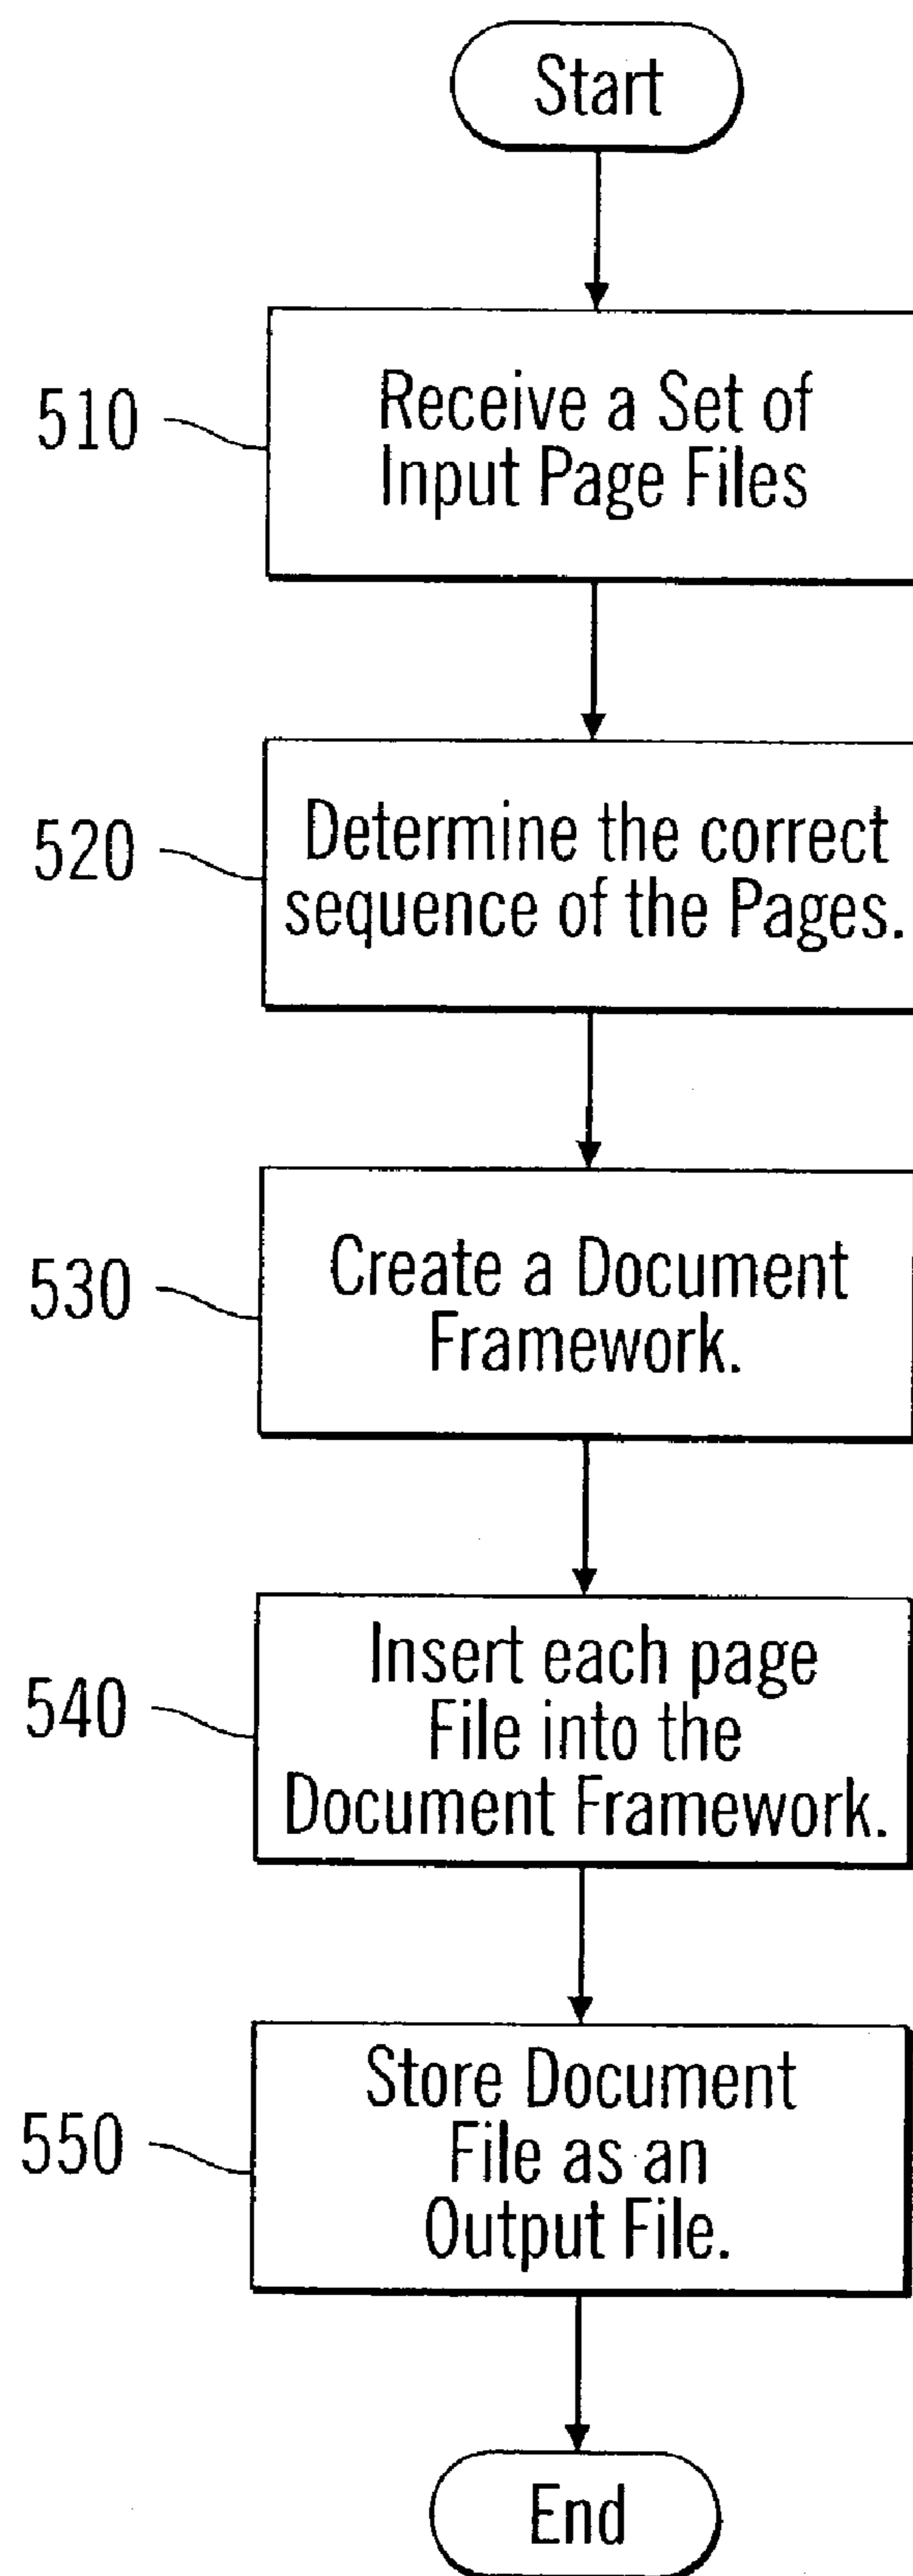 Start
510
Receive a Set of
Input Page Files
520
Determine the correct
sequence of the Pages.
530
Create a Document
Framework.
540
Insert each page
File into the
Document Framework.
550
Store Document
File as an
Output File.
End